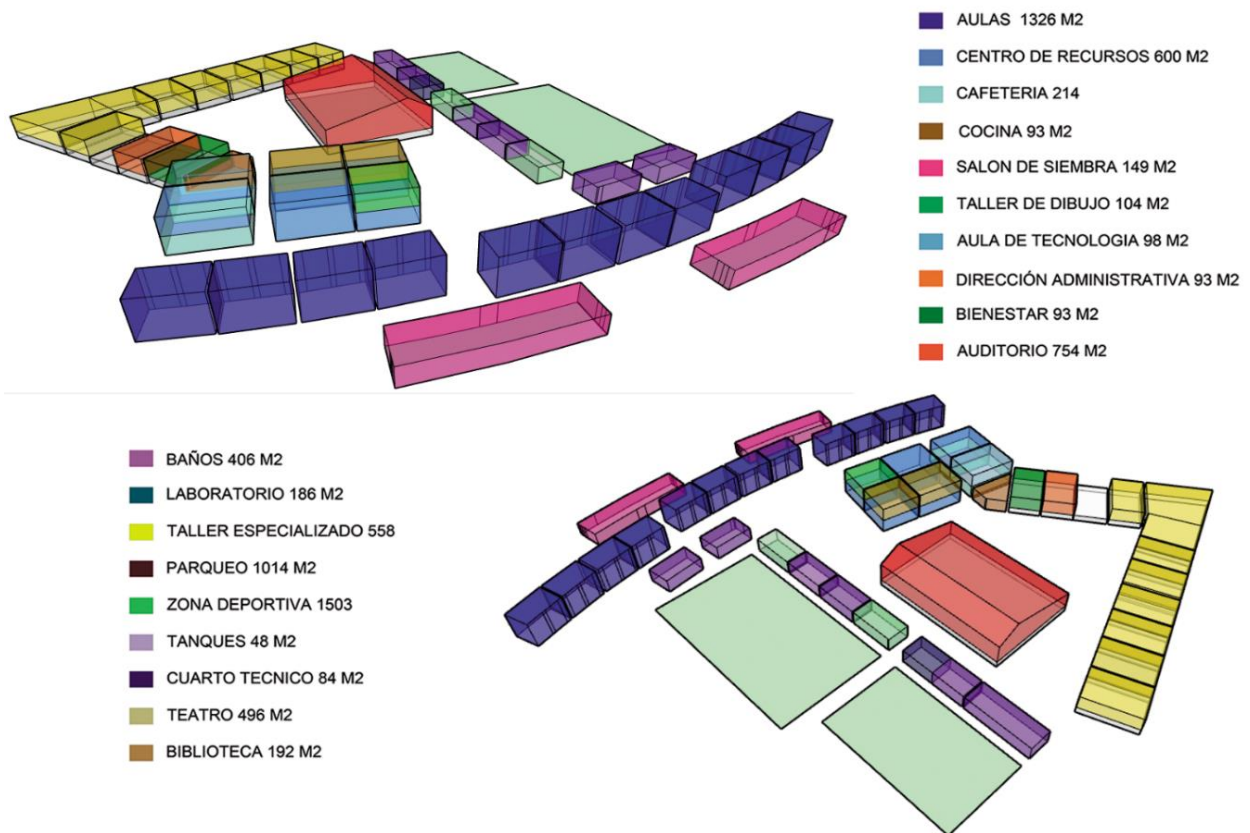 AULAS 1326 M2
CENTRO DE RECURSOS 600 M2
CAFETERIA 214
COCINA 93 M2
SALON DE SIEMBRA 149 M2
TALLER DE DIBUJO 104 M2
AULA DE TECNOLOGIA 98 M2
DIRECCIÓN ADMINISTRATIVA 93 M2
BIENESTAR 93 M2
AUDITORIO 754 M2
BAÑOS 406 M2
LABORATORIO 186 M2
TALLER ESPECIALIZADO 558
PARQUEO 1014 M2
ZONA DEPORTIVA 1503
TANQUES 48 M2
CUARTO TECNICO 84 M2
TEATRO 496 M2
BIBLIOTECA 192 M2